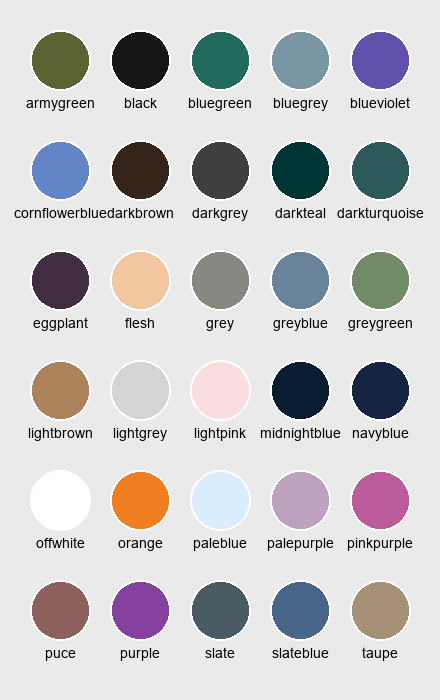 armygreen black bluegreen bluegrey blueviolet
cornflowerblue darkbrown darkgrey darkteal darkturquoise
eggplant flesh grey greyblue greygreen
lightbrown lightgrey lightpink midnightblue navyblue
offwhite orange paleblue palepurple pinkpurple
puce purple slate slateblue taupe